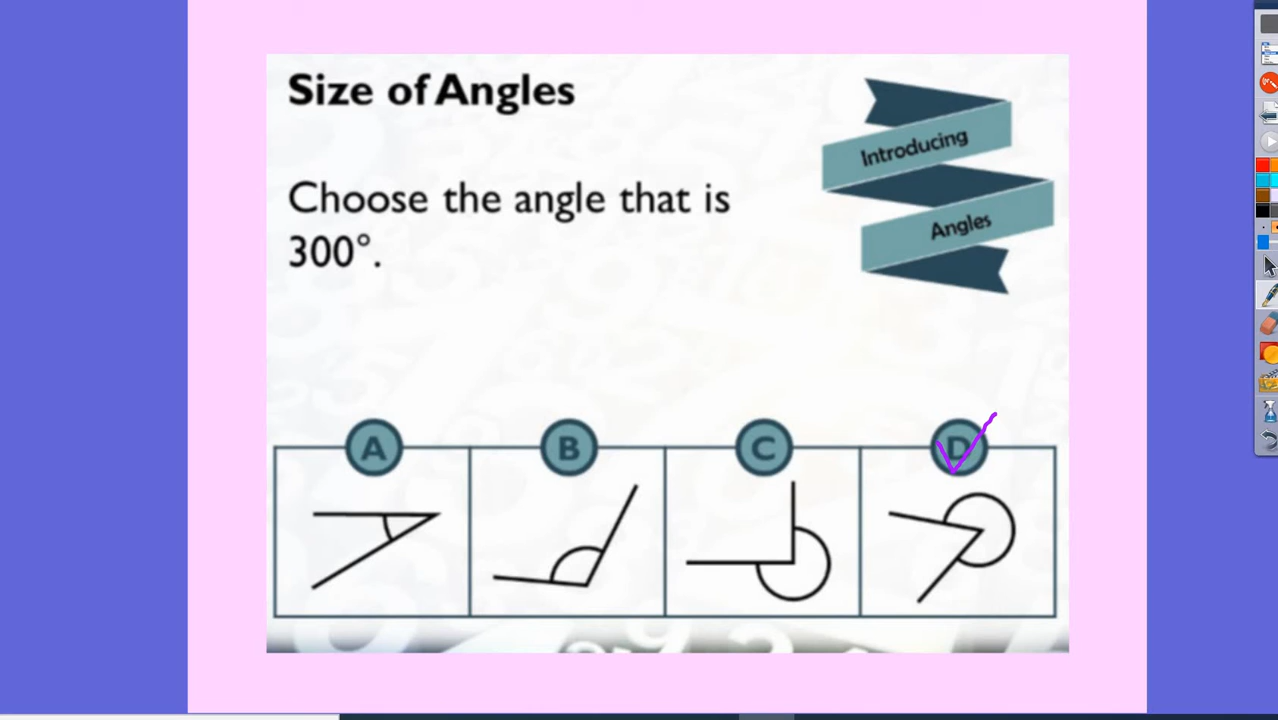 Size of Angles
Introducing
Angles
Choose the angle that is
300°.
A
B
C
D